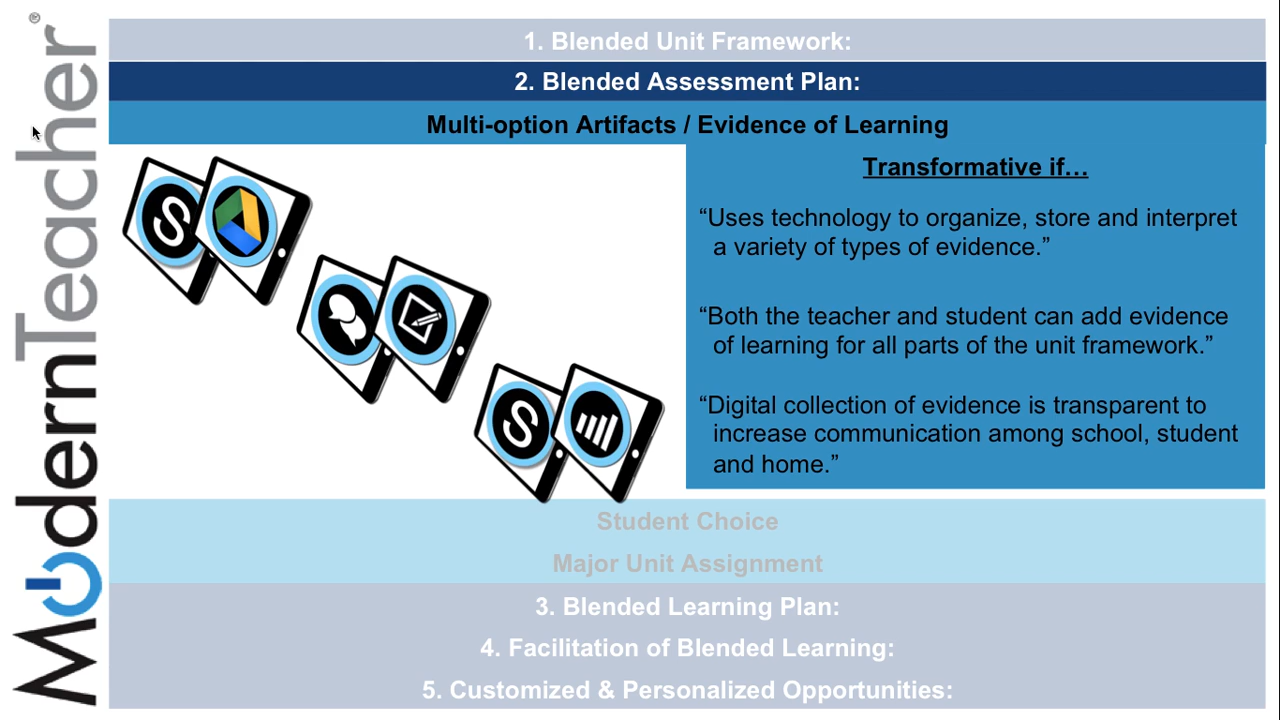 ModernTeacher®
1. Blended Unit Framework:
2. Blended Assessment Plan:
Multi-option Artifacts / Evidence of Learning
Transformative if…
“Uses technology to organize, store and interpret
a variety of types of evidence.”
“Both the teacher and student can add evidence
of learning for all parts of the unit framework.”
“Digital collection of evidence is transparent to
increase communication among school, student
and home.”
S
S
Student Choice
Major Unit Assignment
3. Blended Learning Plan:
4. Facilitation of Blended Learning:
5. Customized & Personalized Opportunities: